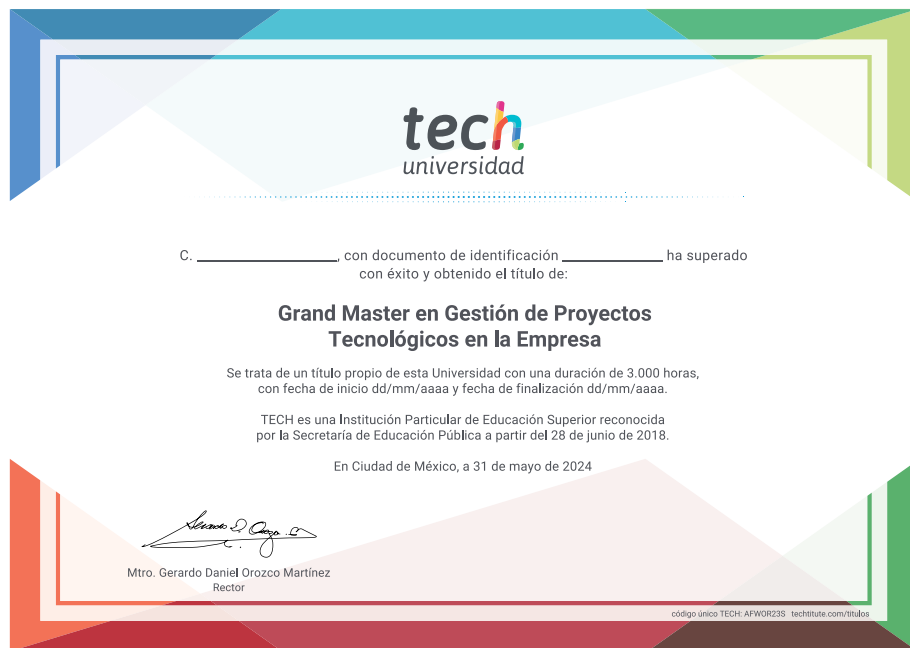 tech
universidad
C. __________________, con documento de identificación _____________ ha superado
con éxito y obtenido el título de:
Grand Master en Gestión de Proyectos
Tecnológicos en la Empresa
Se trata de un título propio de esta Universidad con una duración de 3.000 horas,
con fecha de inicio dd/mm/aaaa y fecha de finalización dd/mm/aaaa.
TECH es una Institución Particular de Educación Superior reconocida
por la Secretaría de Educación Pública a partir del 28 de junio de 2018.
En Ciudad de México, a 31 de mayo de 2024
Mtro. Gerardo Daniel Orozco Martínez
Rector
código único TECH: AFWOR23S techtitute.com/titulos